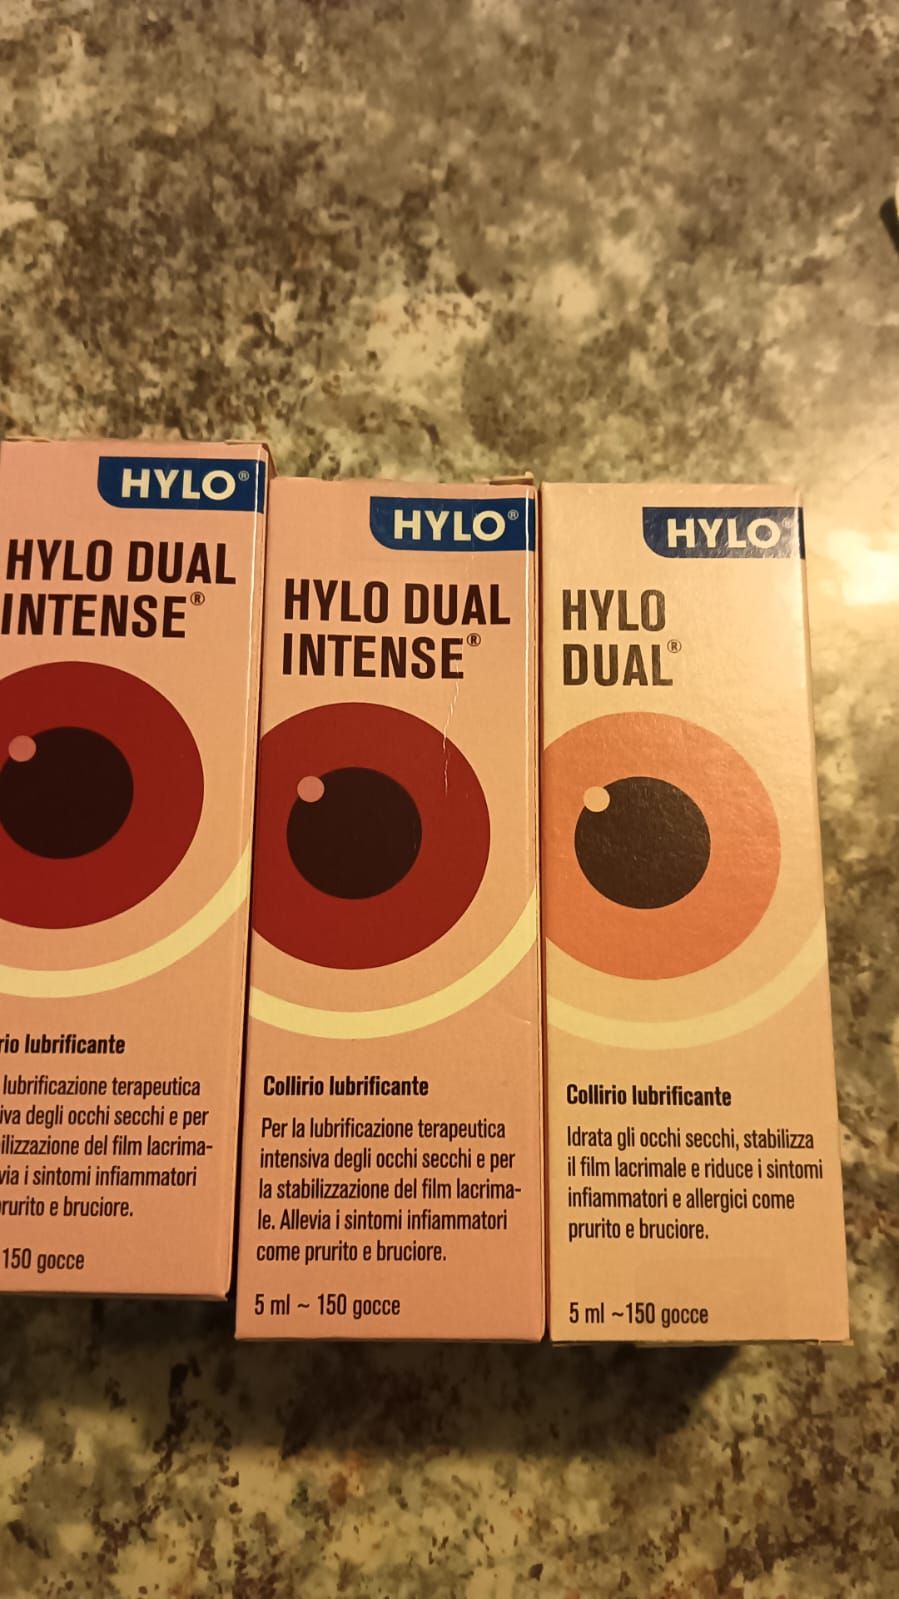 HYLO®
HYLO DUAL
INTENSE®
rio lubrificante
lubrificazione terapeutica
iva degli occhi secchi e per
ilizzazione del film lacrima-
via i sintomi infiammatori
rurito e bruciore.
150 gocce
HYLO®
HYLO DUAL
INTENSE®
Collirio lubrificante
Per la lubrificazione terapeutica
intensiva degli occhi secchi e per
la stabilizzazione del film lacrima-
le. Allevia i sintomi infiammatori
come prurito e bruciore.
5 ml ~ 150 gocce
HYLO®
HYLO
DUAL®
Collirio lubrificante
Idrata gli occhi secchi, stabilizza
il film lacrimale e riduce i sintomi
infiammatori e allergici come
prurito e bruciore.
5 ml ~150 gocce